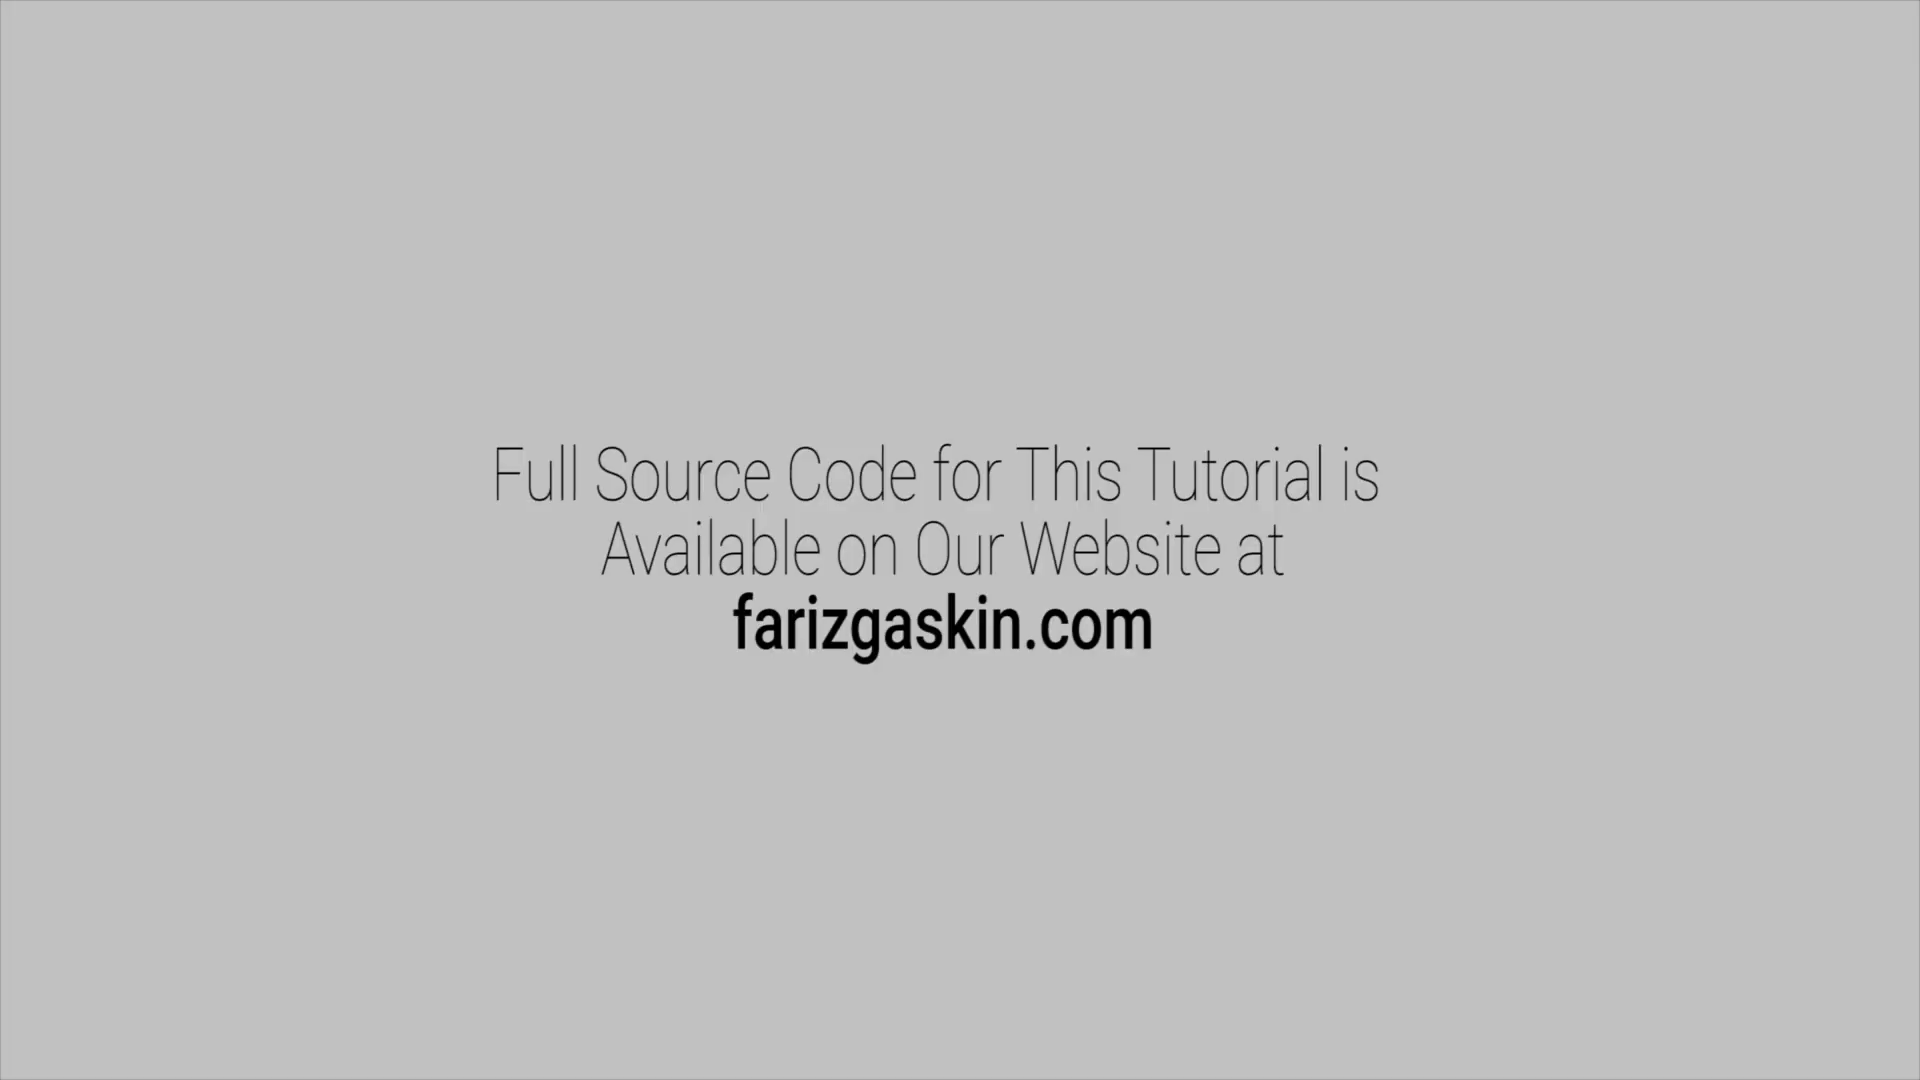 Full Source Code for This Tutorial is
Available on Our Website at
farizgaskin.com